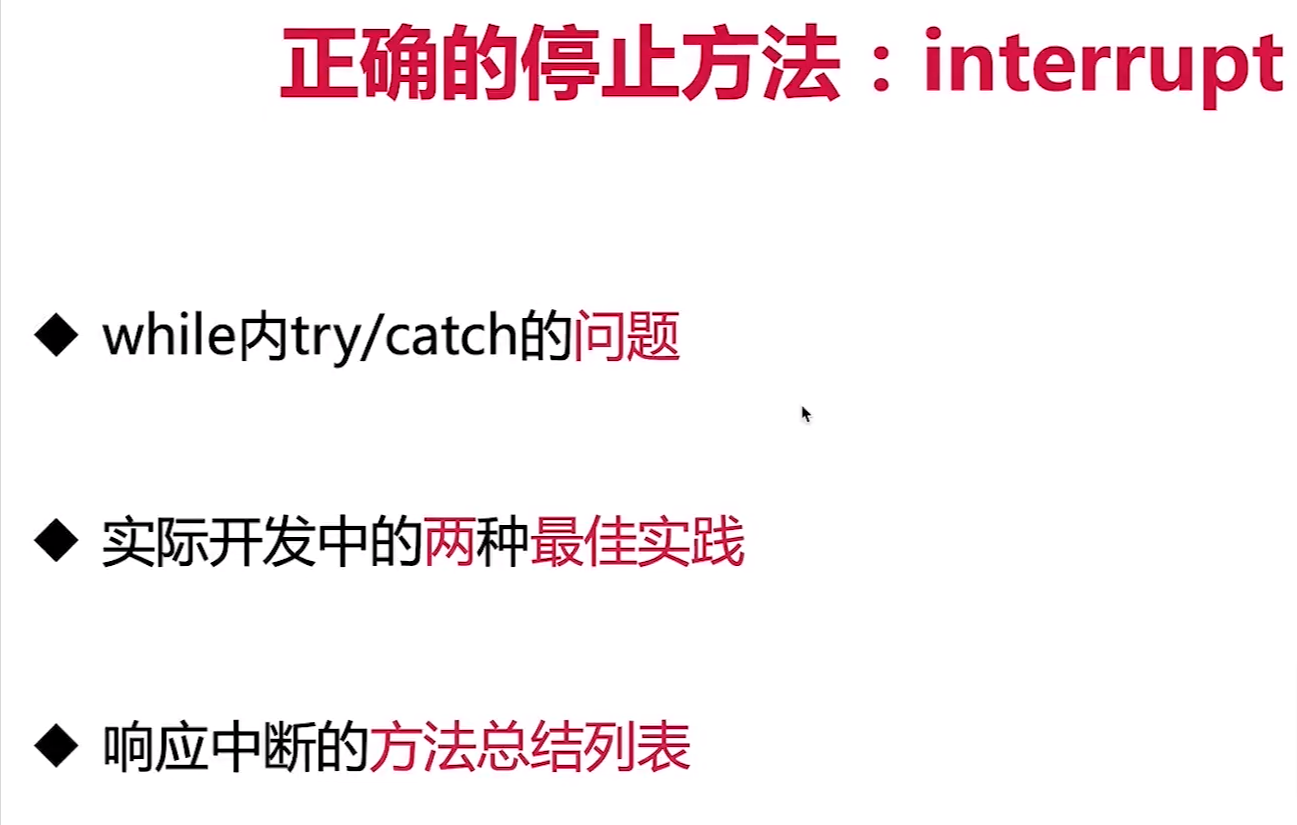 正确的停止方法：interrupt
while内try/catch的问题
实际开发中的两种最佳实践
响应中断的方法总结列表